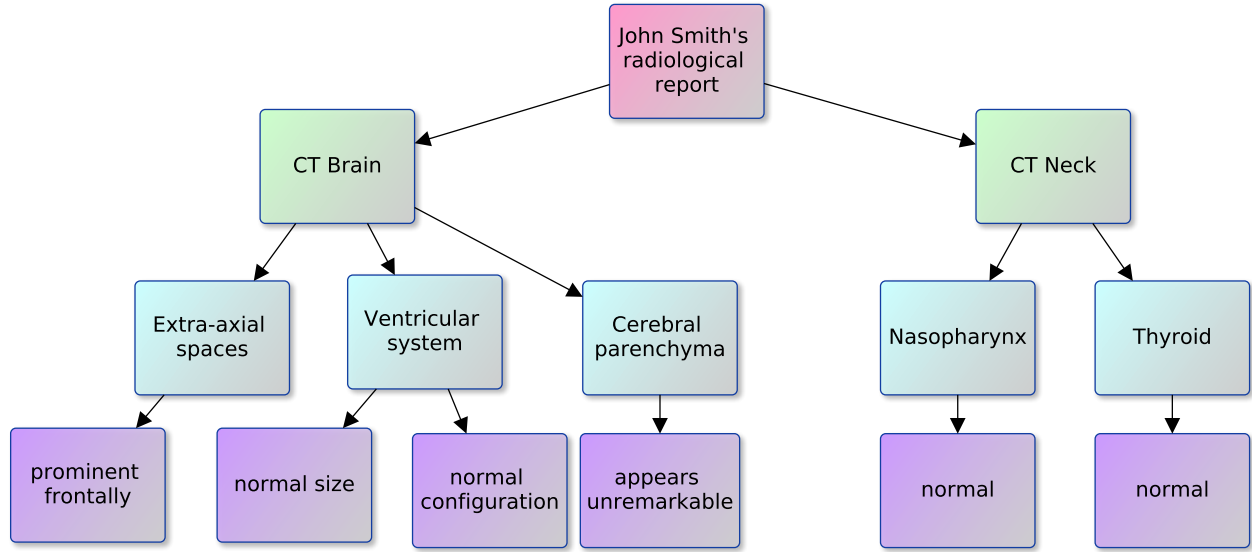 John Smith's
radiological
report
CT Brain
CT Neck
Extra-axial
spaces
Ventricular
system
Cerebral
parenchyma
Nasopharynx
Thyroid
prominent
frontally
normal size
normal
configuration
appears
unremarkable
normal
normal